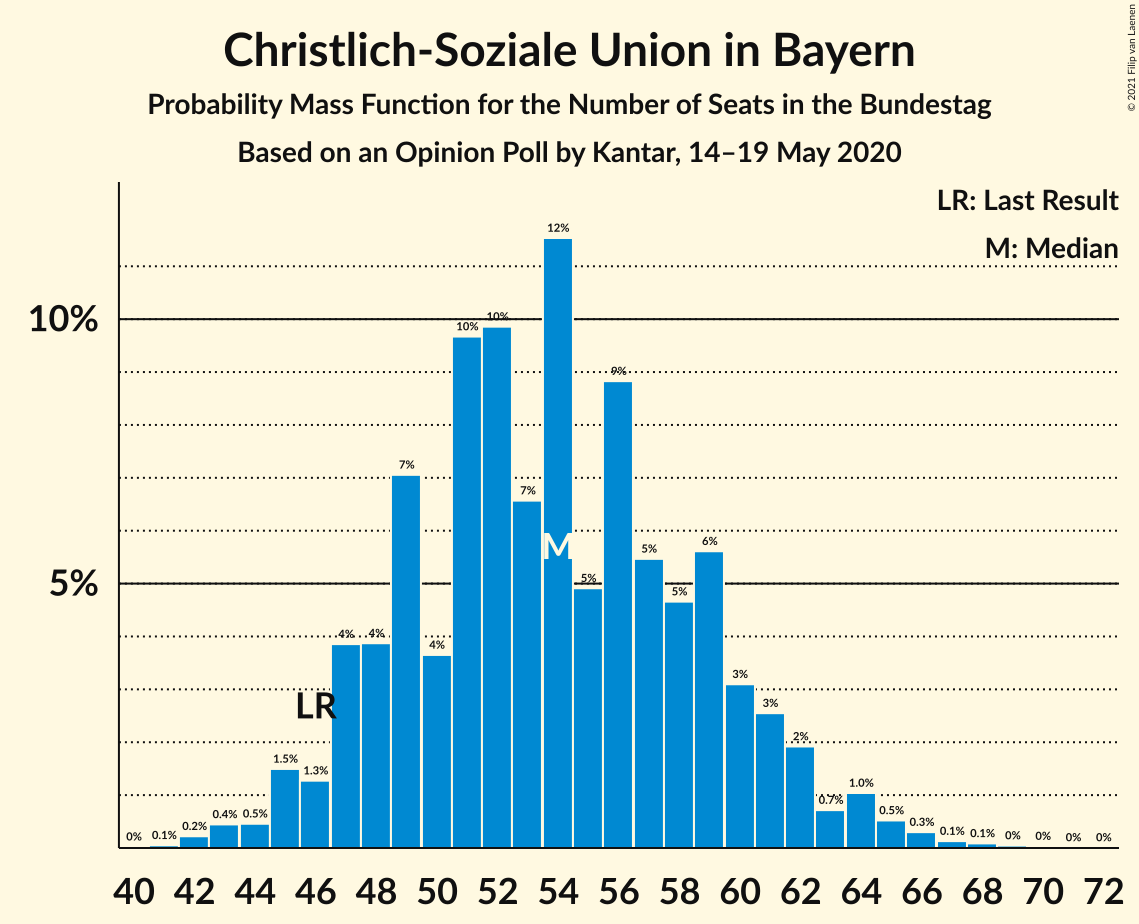 Christlich-Soziale Union in Bayern
Probability Mass Function for the Number of Seats in the Bundestag
Based on an Opinion Poll by Kantar, 14–19 May 2020
© 2021 Filip van Laenen
LR: Last Result
M: Median
10%
5%
0% 0.1% 0.2% 0.4% 0.5% 1.5% 1.3% 4% 4% 7% 4% 10% 10% 7% 12% 5% 9% 5% 5% 6% 3% 3% 2% 0.7% 1.0% 0.5% 0.3% 0.1% 0.1% 0% 0% 0% 0%
LR
M
40 42 44 46 48 50 52 54 56 58 60 62 64 66 68 70 72